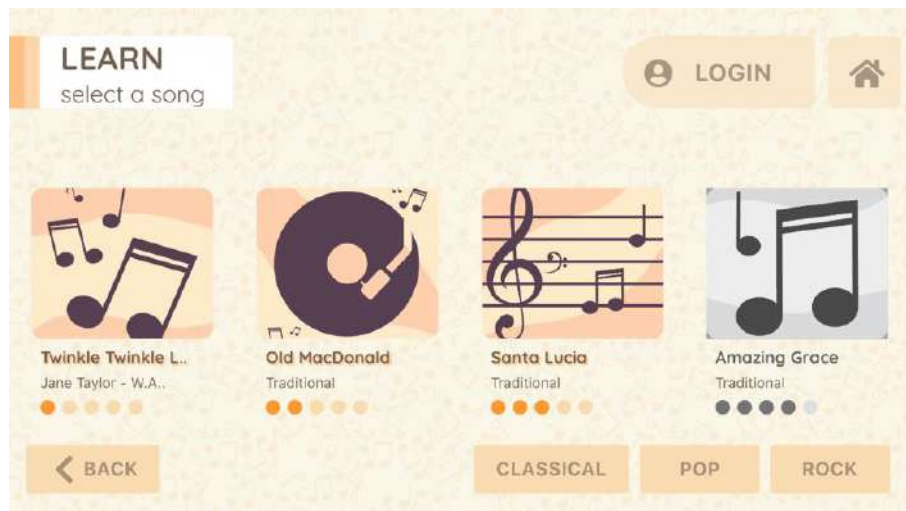 LEARN
select a song
LOGIN
Twinkle Twinkle L..
Jane Taylor - W.A..
Old MacDonald
Traditional
Santa Lucia
Traditional
Amazing Grace
Traditional
BACK
CLASSICAL
POP
ROCK